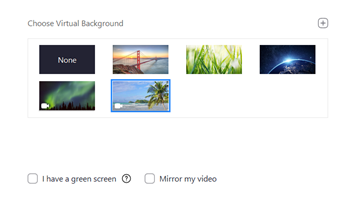 Choose Virtual Background
None
I have a green screen
Mirror my video